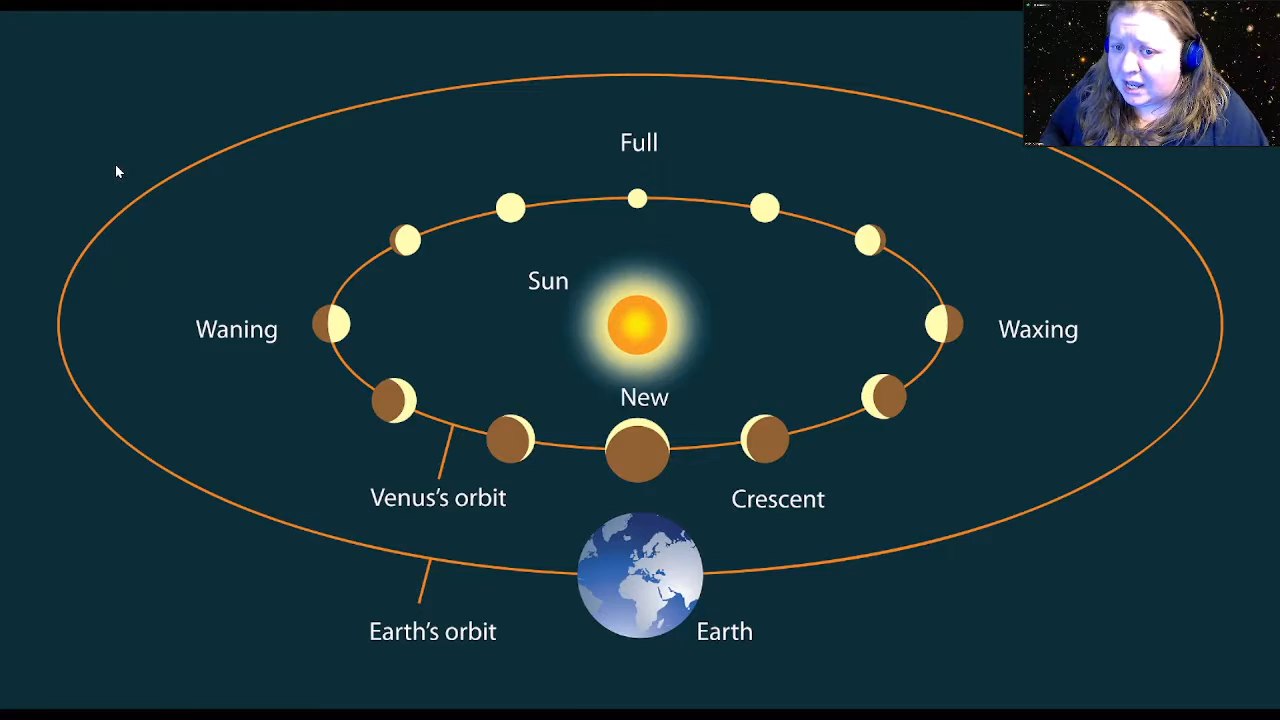 Full
Sun
Waning
Waxing
New
Venus's orbit
Crescent
Earth's orbit
Earth